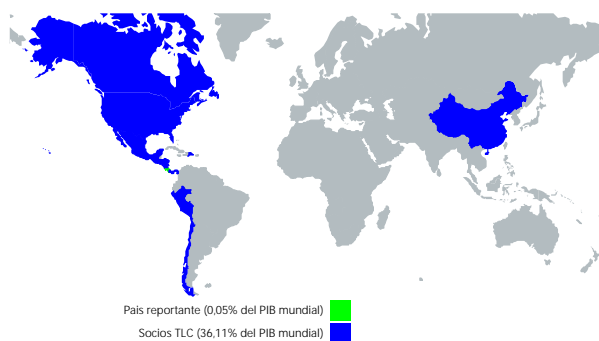 País reportante (0,05% del PIB mundial)
Socios TLC (36,11% del PIB mundial)